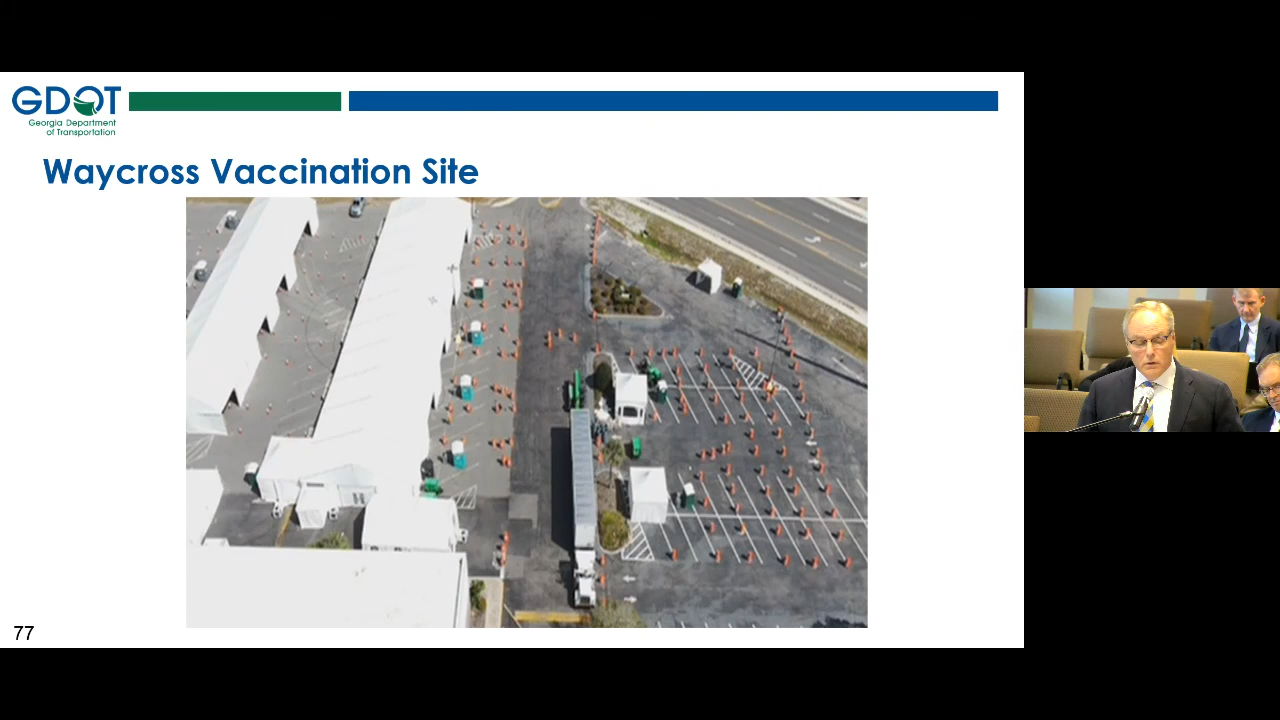 GDOT
Georgia Department
of Transportation
Waycross Vaccination Site
77